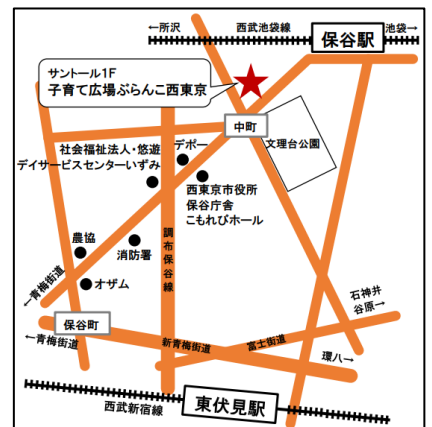 ←所沢
西武池袋線
池袋→
保谷駅
サントール1F
子育て広場ぷらんこ西東京
中町
文理台公園
社会福祉法人・悠遊
デイサービスセンターいずみ
デポー
西東京市役所
保谷庁舎
こもれびホール
調布保谷線
農協
消防署
オザム
←青梅街道
保谷町
←青梅街道
新青梅街道
富士街道
石神井
谷原→
環八→
西武新宿線
東伏見駅